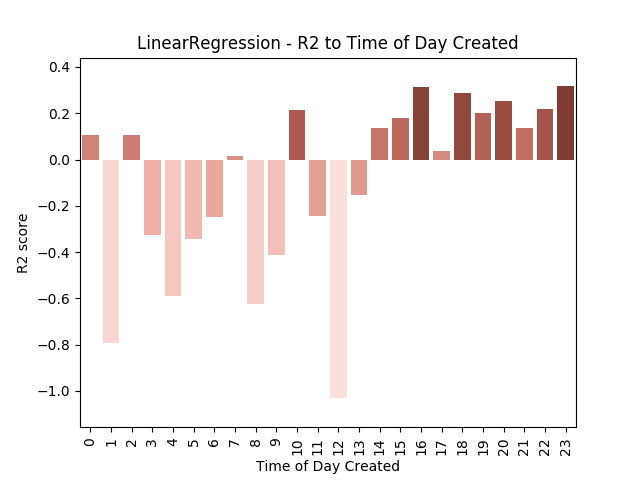 LinearRegression - R2 to Time of Day Created
0.4
0.2
0.0
−0.2
−0.4
−0.6
−0.8
−1.0
R2 score
0 1 2 3 4 5 6 7 8 9 10 11 12 13 14 15 16 17 18 19 20 21 22 23
Time of Day Created